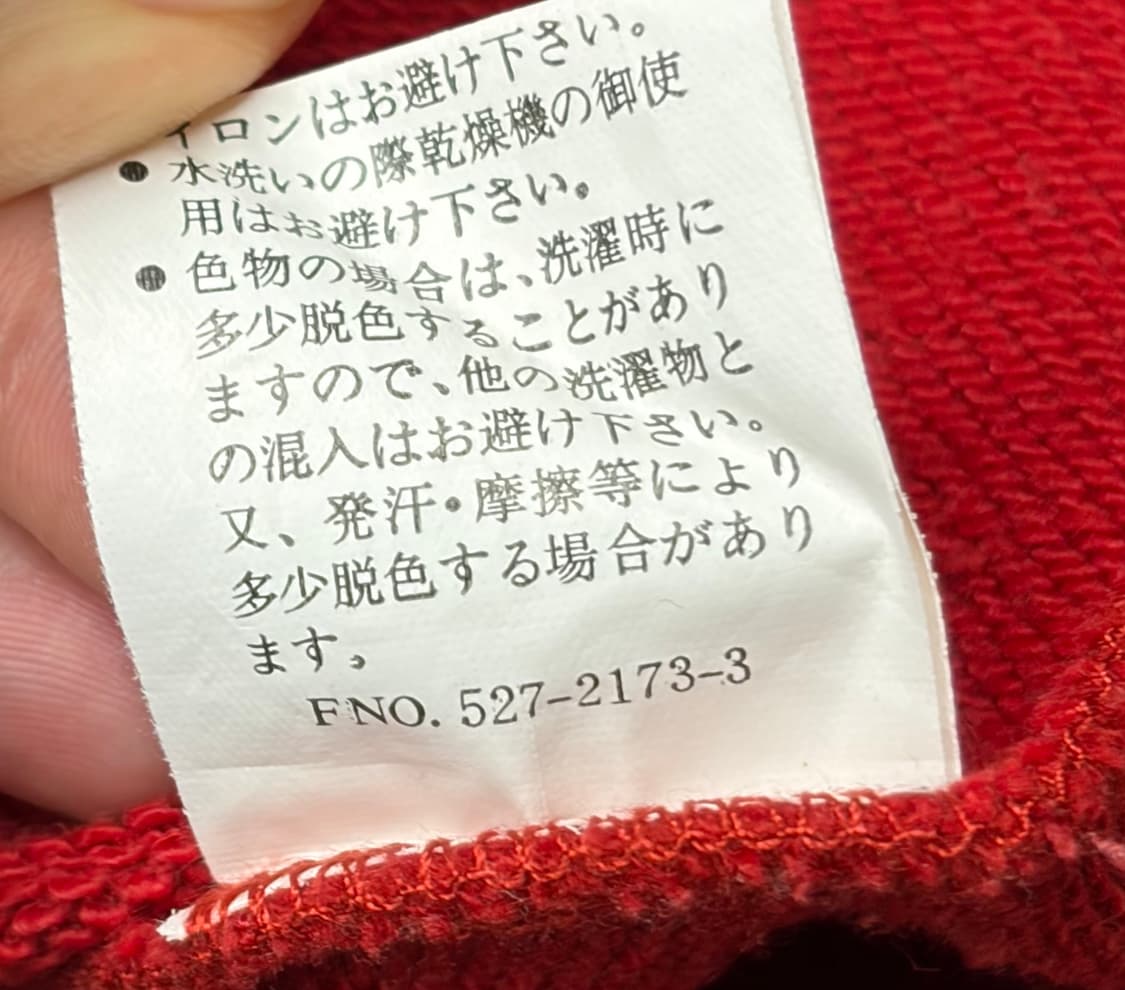 イロンはお避け下さい。
● 水洗いの際乾燥機の御使
用はお避け下さい。
● 色物の場合は、洗濯時に
多少脱色することがあり
ますので、他の洗濯物と
の混入はお避け下さい。
又、発汗・摩擦等により
多少脱色する場合があり
ます。
FNO. 527-2173-3